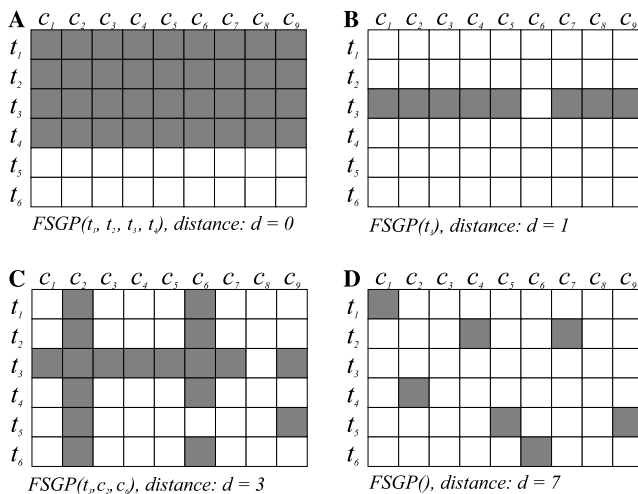 A c1 c2 c3 c4 c5 c6 c7 c8 c9
t1
t2
t3
t4
t5
t6
FSGP(t1, t2, t3, t4), distance: d = 0
B c1 c2 c3 c4 c5 c6 c7 c8 c9
t1
t2
t3
t4
t5
t6
FSGP(t3), distance: d = 1
C c1 c2 c3 c4 c5 c6 c7 c8 c9
t1
t2
t3
t4
t5
t6
FSGP(t3,c2,c6), distance: d = 3
D c1 c2 c3 c4 c5 c6 c7 c8 c9
t1
t2
t3
t4
t5
t6
FSGP(), distance: d = 7